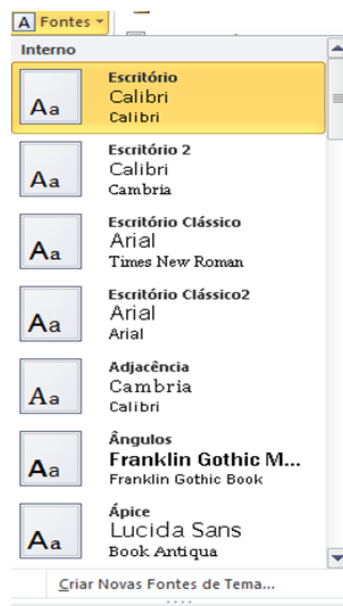 A Fontes
Interno
Aa
Escritório
Calibri
Calibri
Aa
Escritório 2
Calibri
Cambria
Aa
Escritório Clássico
Arial
Times New Roman
Aa
Escritório Clássico2
Arial
Arial
Aa
Adjacência
Cambria
Calibri
Aa
Ângulos
Franklin Gothic M...
Franklin Gothic Book
Aa
Ápice
Lucida Sans
Book Antiqua
Criar Novas Fontes de Tema...